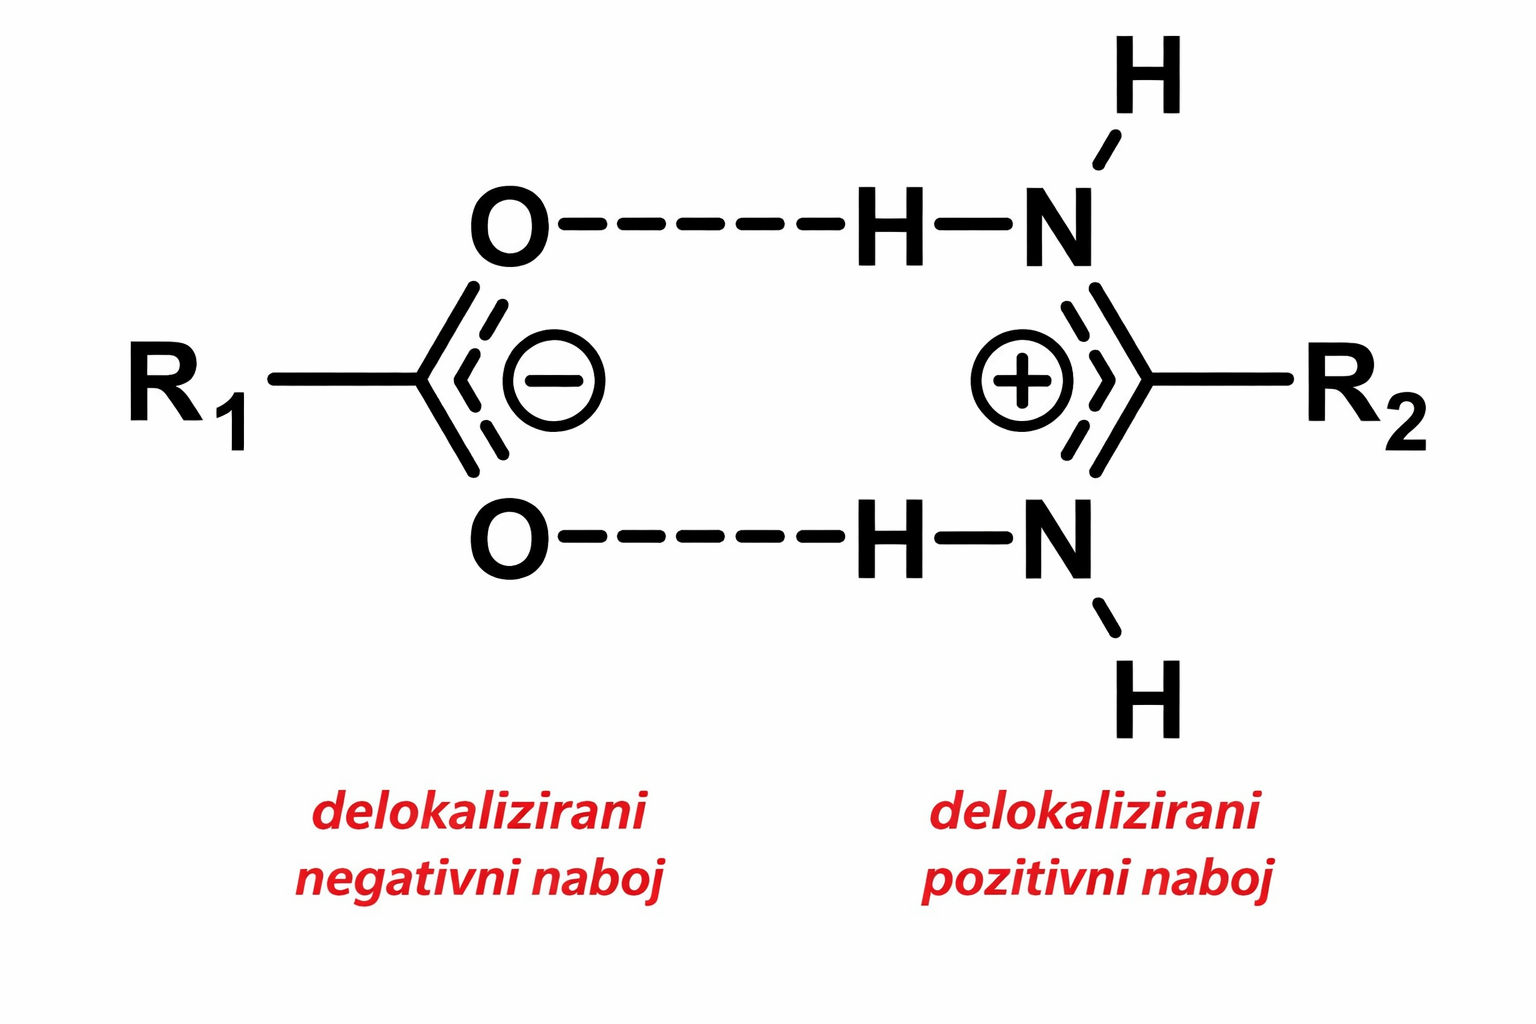 H
O H N
R1 R2
O H N
H
delokalizirani delokalizirani
negativni naboj pozitivni naboj